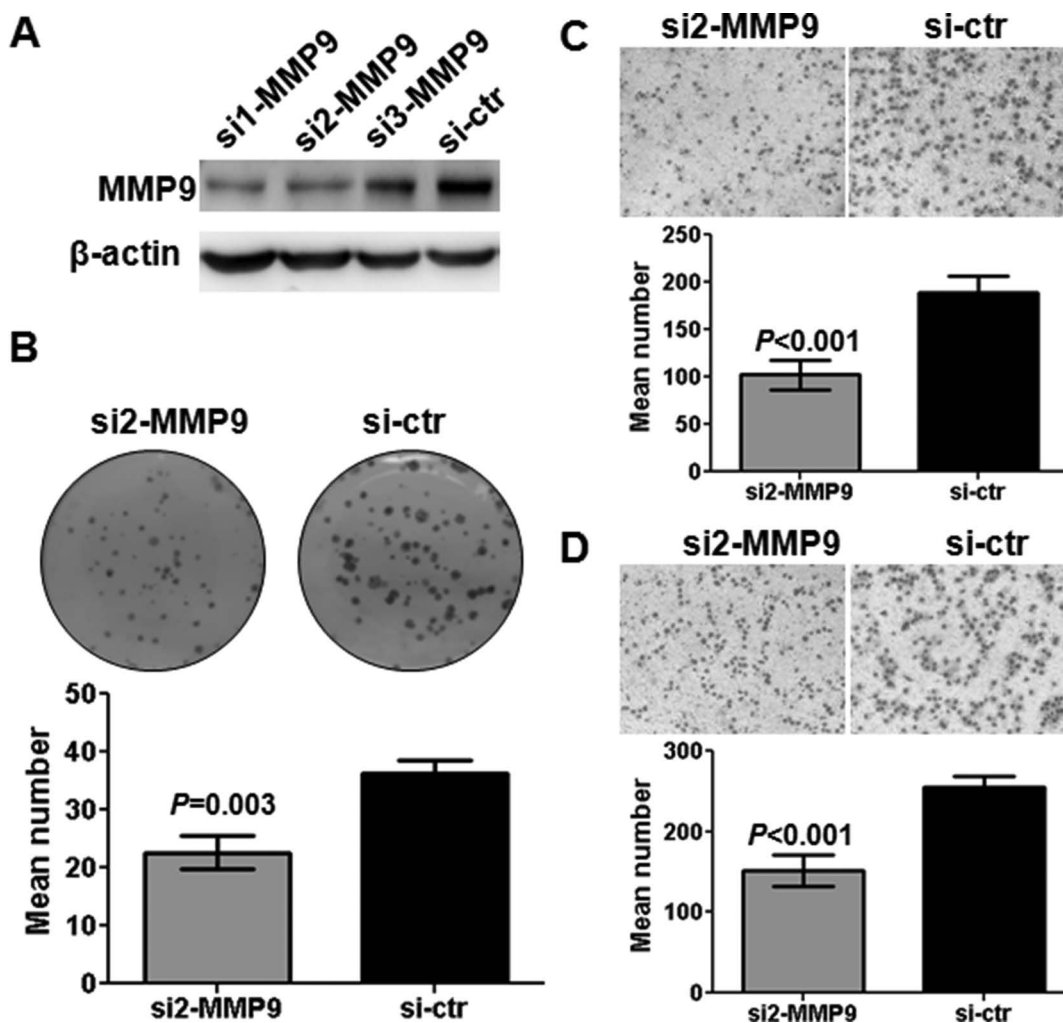 A
si1-MMP9
si2-MMP9
si3-MMP9
si-ctr
MMP9
β-actin
B
si2-MMP9
si-ctr
Mean number
50
40
30
20
10
0
P=0.003
si2-MMP9
si-ctr
C
si2-MMP9
si-ctr
Mean number
250
200
150
100
50
0
P<0.001
si2-MMP9
si-ctr
D
si2-MMP9
si-ctr
Mean number
300
200
100
0
P<0.001
si2-MMP9
si-ctr